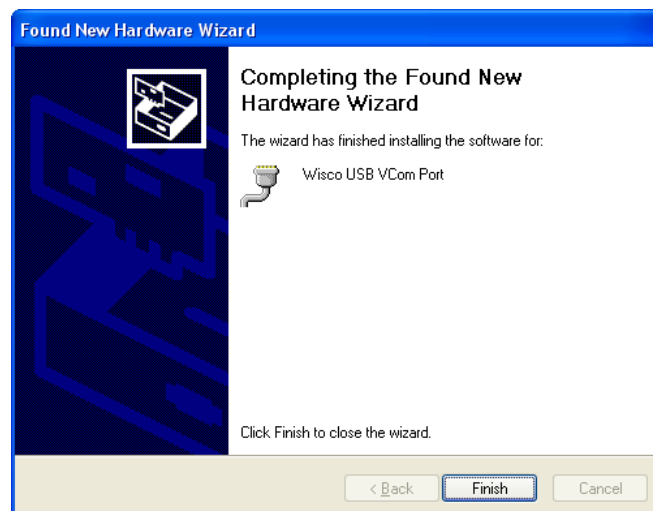 Found New Hardware Wizard
Completing the Found New
Hardware Wizard
The wizard has finished installing the software for:
Wisco USB VCom Port
Click Finish to close the wizard.
< Back
Finish
Cancel